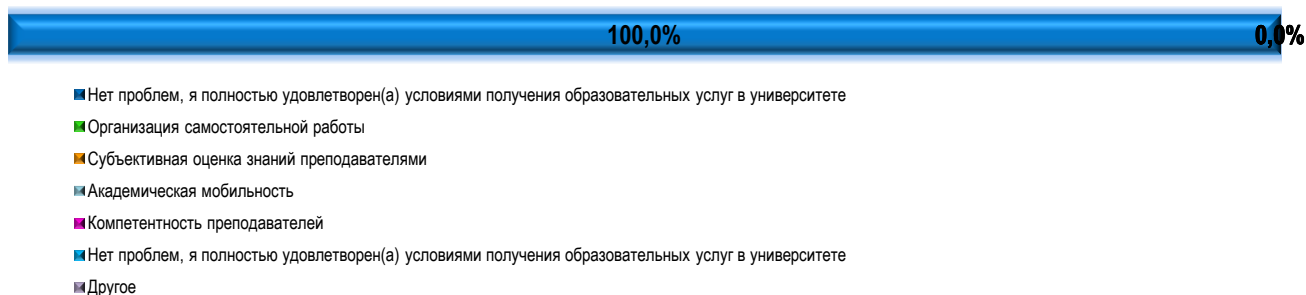 100,0% 0,0%
Нет проблем, я полностью удовлетворен(а) условиями получения образовательных услуг в университете
Организация самостоятельной работы
Субъективная оценка знаний преподавателями
Академическая мобильность
Компетентность преподавателей
Нет проблем, я полностью удовлетворен(а) условиями получения образовательных услуг в университете
Другое